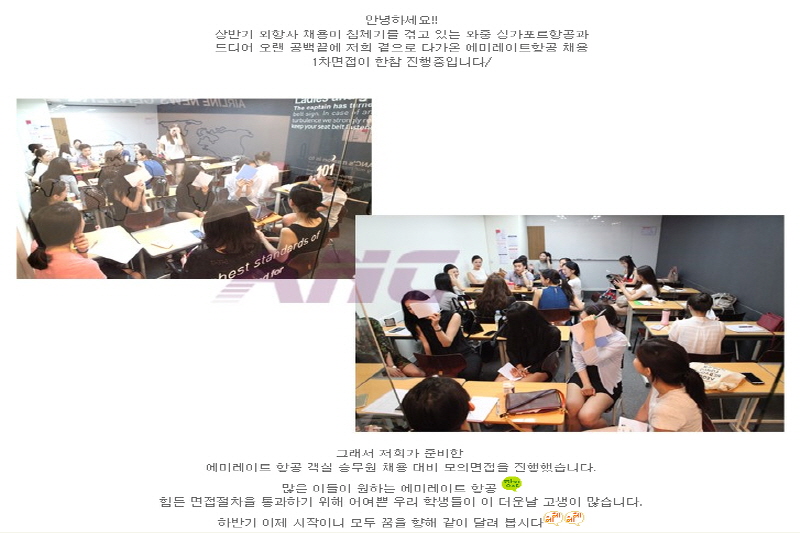 안녕하세요!!
상반기 외항사 채용이 침체기를 겪고 있는 와중 싱가포르항공과
드디어 오랜 공백끝에 저희 곁으로 다가온 에미레이트항공 채용
1차면접이 한참 진행중입니다/
AIRLINE NEWS CENTER
Ladies and
The captain has turne
belt sign. In case of
turbulence we strongly
keep your seat belt
101
best standards of
for
ANC
그래서 저희가 준비한
에미레이트 항공 객실 승무원 채용 대비 모의면접을 진행했습니다.
많은 이들이 원하는 에미레이트 항공
힘든 면접절차를 통과하기 위해 어여쁜 우리 학생들이 이 더운날 고생이 많습니다.
하반기 이제 시작이니 모두 꿈을 향해 같이 달려 봅시다